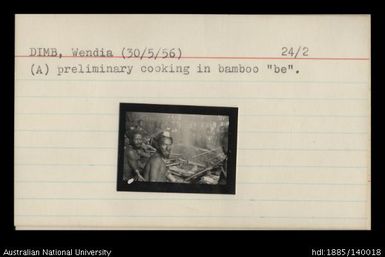 DIMB, Wendia (30/5/56) 24/2
(A) preliminary cooking in bamboo "be".
Australian National University hdl:1885/140018